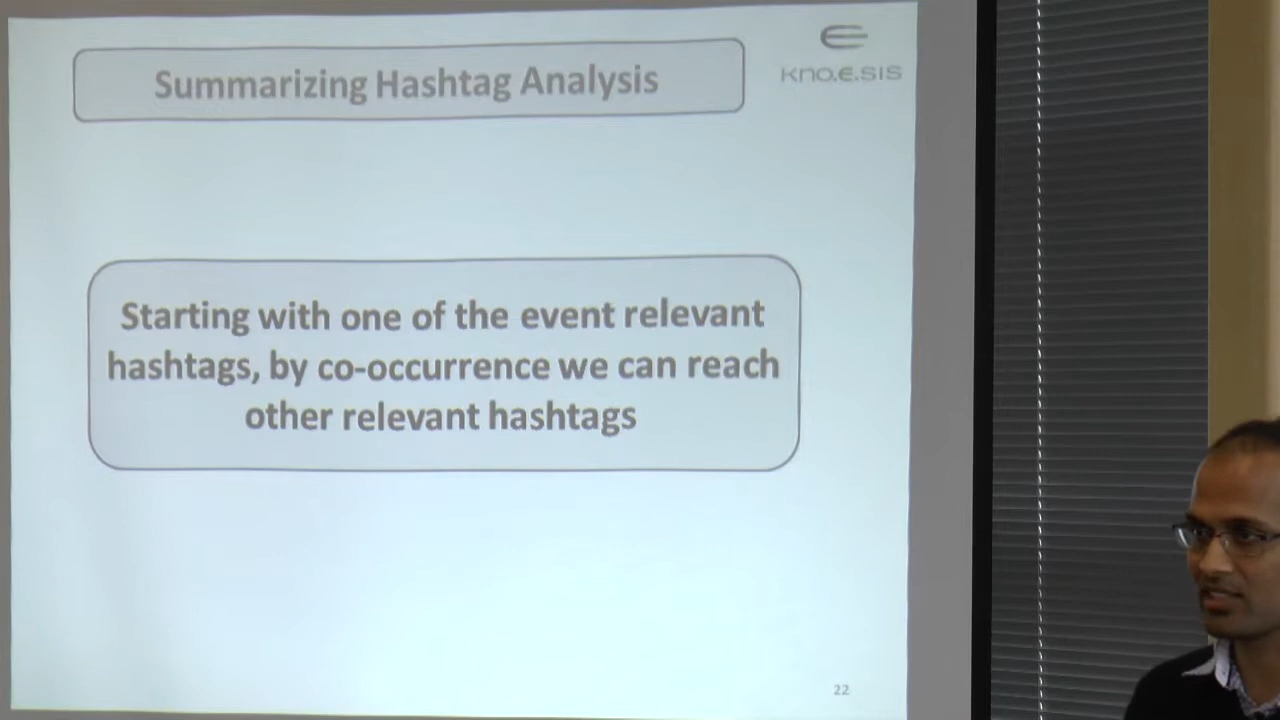 Summarizing Hashtag Analysis
KNO.E.SIS
Starting with one of the event relevant
hashtags, by co-occurrence we can reach
other relevant hashtags
22